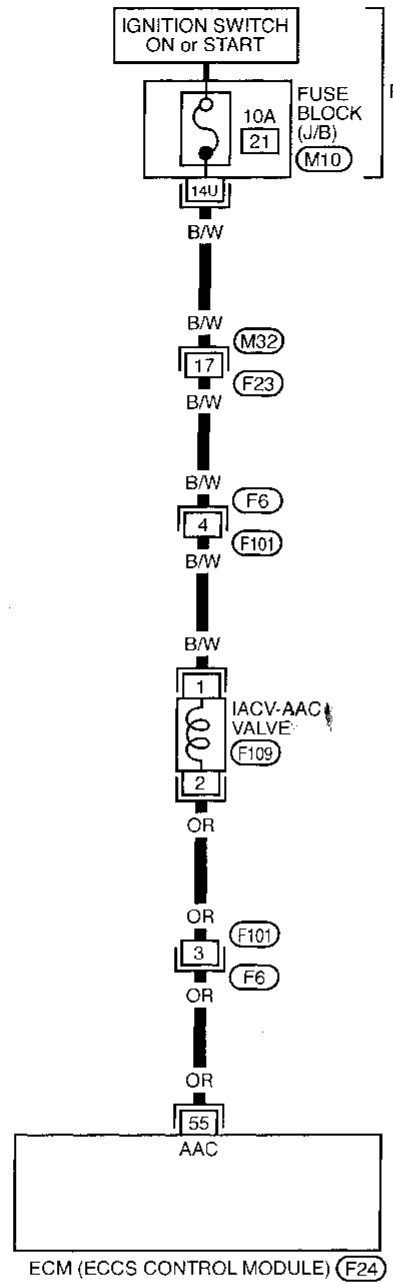 IGNITION SWITCH
ON or START
FUSE
BLOCK
(J/B)
10A
21
M10
14U
B/W
B/W
M32
17
F23
B/W
B/W
F6
4
F101
B/W
B/W
1
IACV-AAC
VALVE
F109
2
OR
OR
F101
3
F6
OR
OR
55
AAC
ECM (ECCS CONTROL MODULE) F24